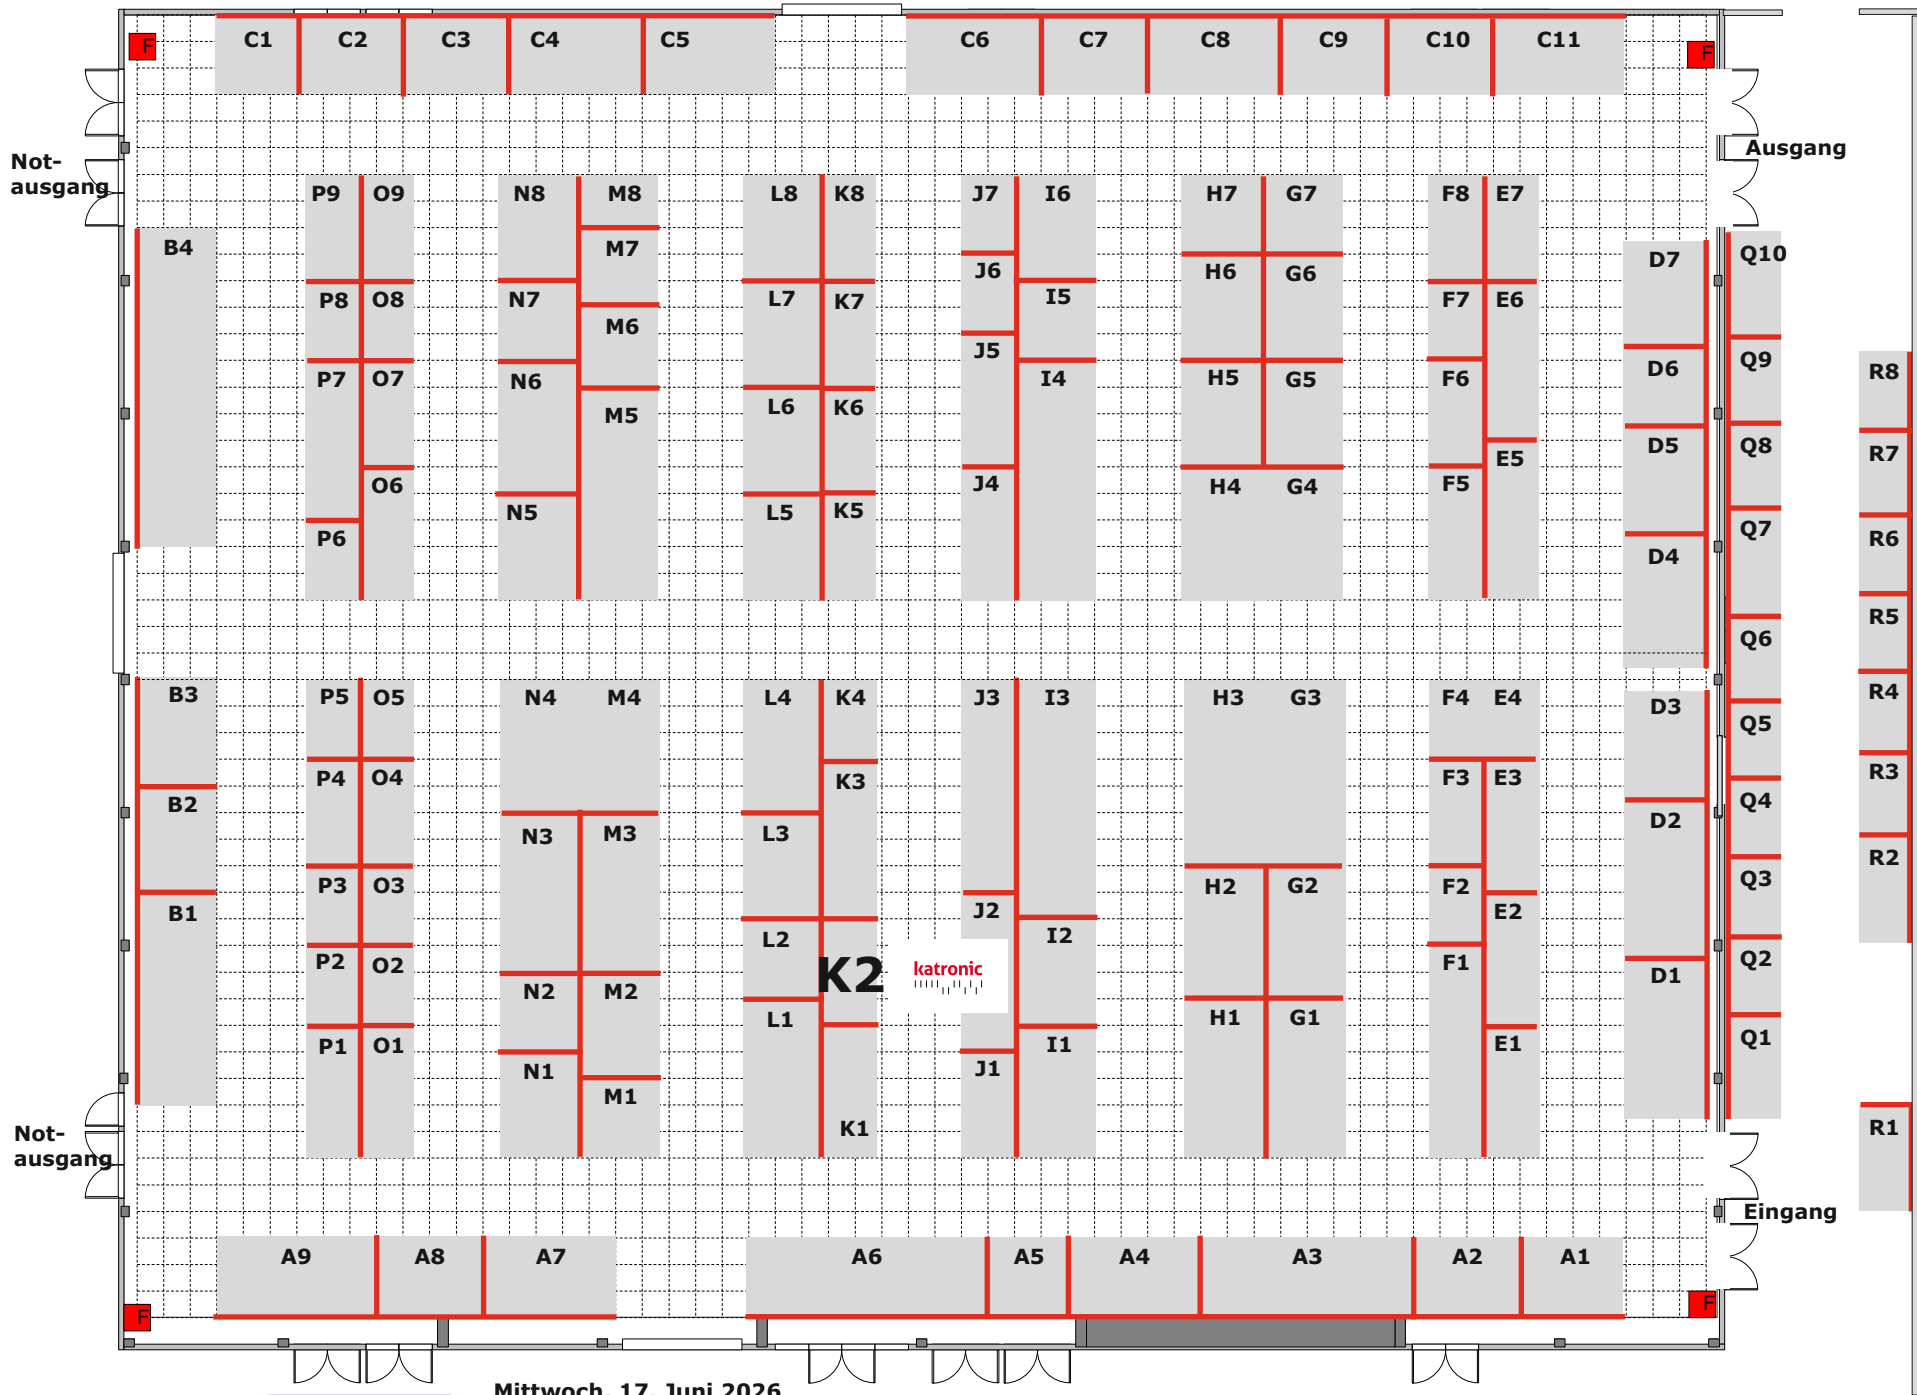 F C1 C2 C3 C4 C5 C6 C7 C8 C9 C10 C11 F
Not-
ausgang
Ausgang
P9 O9 N8 M8 L8 K8 J7 I6 H7 G7 F8 E7
B4 M7 D7 Q10
P8 O8 N7 L7 K7 J6 I5 H6 G6 F7 E6
M6 J5 D6 Q9
P7 O7 N6 I4 H5 G5 F6 R8
M5 L6 K6 D5 Q8
O6 J4 H4 G4 F5 E5 R7
P6 N5 L5 K5 D4 Q7 R6
Q6 R5
B3 P5 O5 N4 M4 L4 K4 J3 I3 H3 G3 F4 E4 D3 R4
Q5
B2 P4 O4 K3 F3 E3 Q4 R3
N3 M3 L3 D2
B1 P3 O3 J2 H2 G2 F2 E2 Q3 R2
P2 O2 L2 I2
N2 M2 K2 katronic F1 D1 Q2
P1 O1 L1 H1 G1 E1 Q1
N1 J1 I1
M1 K1 R1
Not-
ausgang
Eingang
A9 A8 A7 A6 A5 A4 A3 A2 A1
F F
Mittwoch, 17. Juni 2026